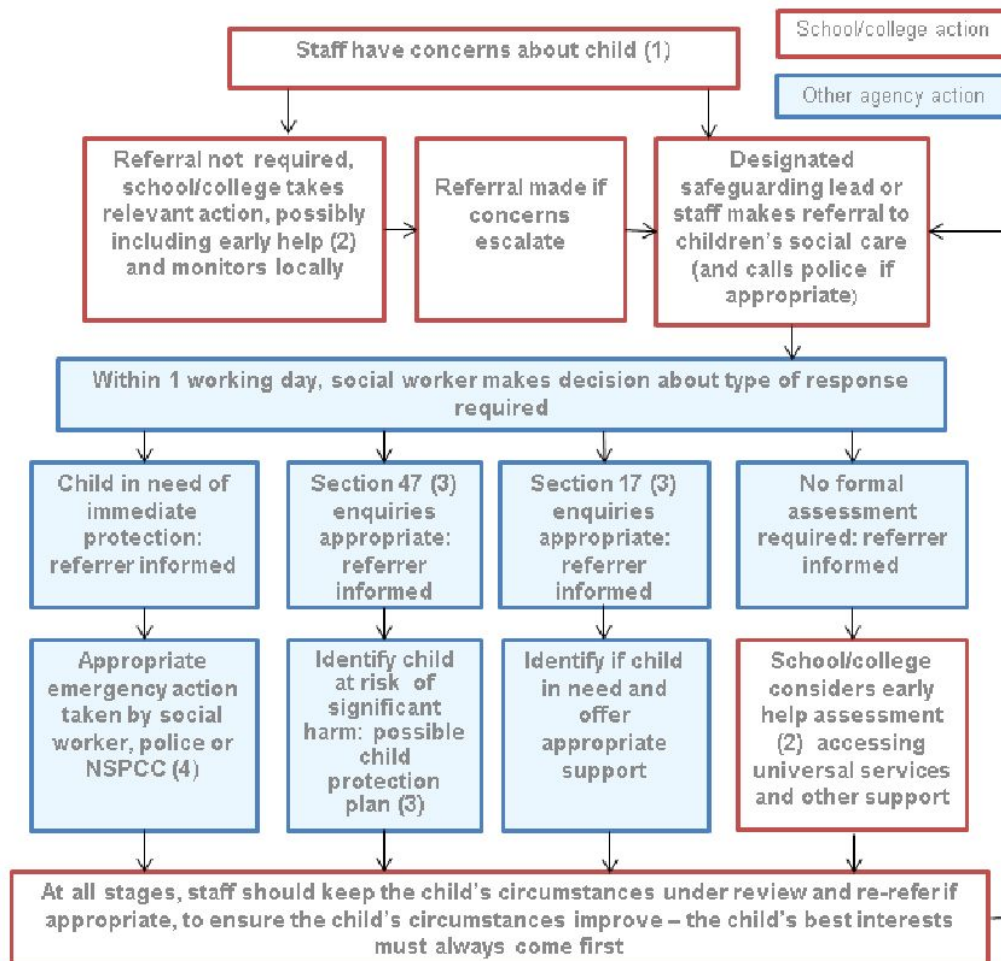 Staff have concerns about child (1)
School/college action
Other agency action
Referral not required,
school/college takes
relevant action, possibly
including early help (2)
and monitors locally
Referral made if
concerns
escalate
Designated
safeguarding lead or
staff makes referral to
children's social care
(and calls police if
appropriate)
Within 1 working day, social worker makes decision about type of response
required
Child in need of
immediate
protection:
referrer informed
Section 47 (3)
enquiries
appropriate:
referrer
informed
Section 17 (3)
enquiries
appropriate:
referrer
informed
No formal
assessment
required: referrer
informed
Appropriate
emergency action
taken by social
worker, police or
NSPCC (4)
Identify child
at risk of
significant
harm: possible
child
protection
plan (3)
Identify if child
in need and
offer
appropriate
support
School/college
considers early
help assessment
(2) accessing
universal services
and other support
At all stages, staff should keep the child's circumstances under review and re-refer if
appropriate, to ensure the child's circumstances improve – the child's best interests
must always come first